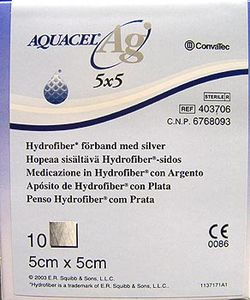 AQUACEL Ag
ConvaTec
5x5
STERILE R
REF 403706
C.N.P. 6768093
Hydrofiber* förband med silver
Hopeaa sisältävä Hydrofiber*-sidos
Medicazione in Hydrofiber* con Argento
Apósito de Hydrofiber* con Plata
Penso Hydrofiber* com Prata
10
CE
0086
5cm x 5cm
© 2003 E.R. Squibb & Sons, L.L.C.
*Hydrofiber is a trademark of E.R. Squibb & Sons, L.L.C.
1137171A1